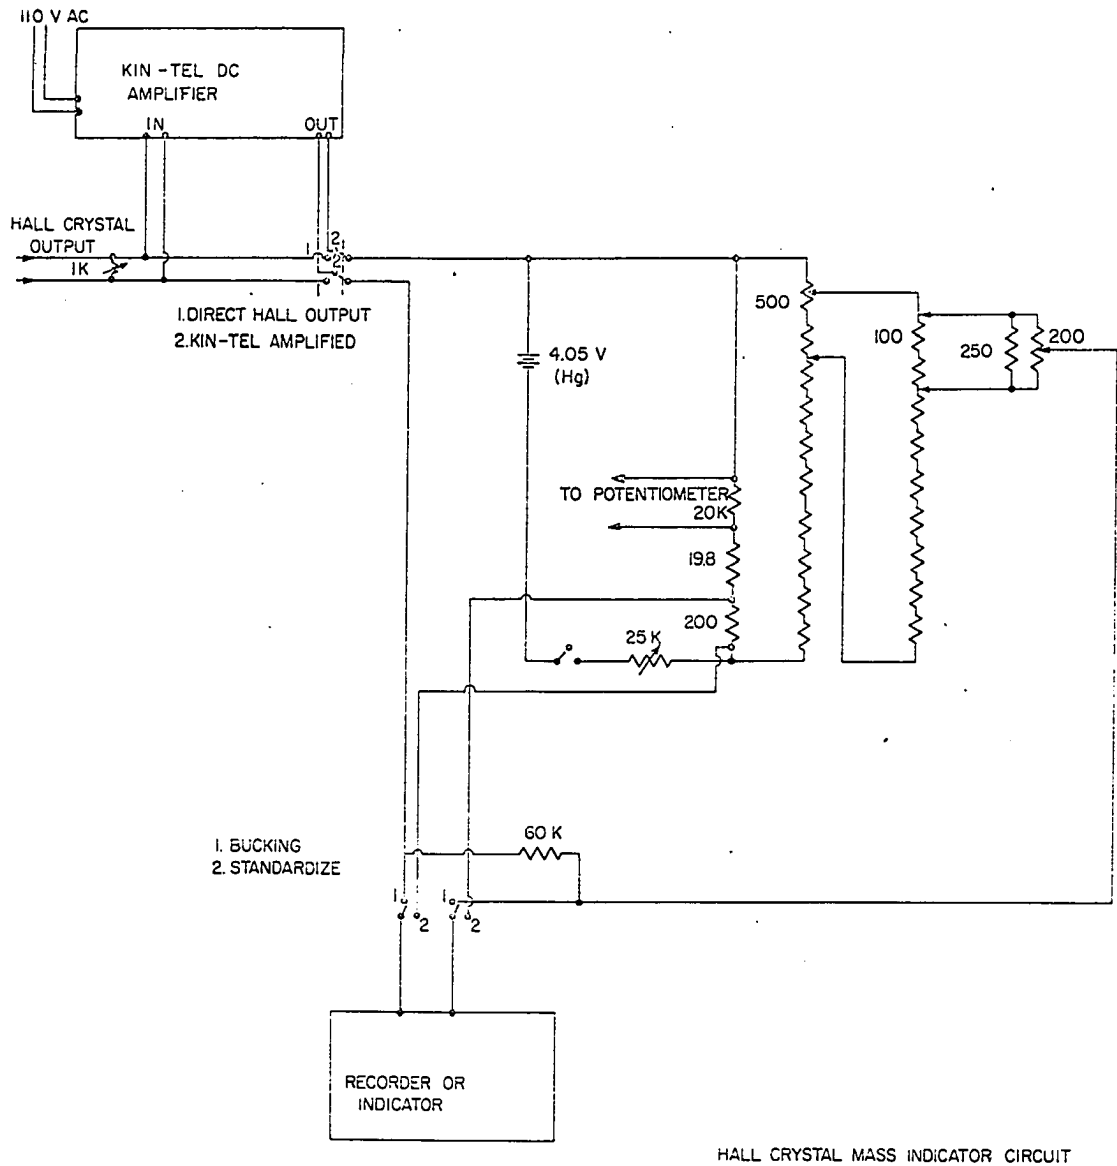 110 V AC
KIN-TEL DC
AMPLIFIER
IN
OUT
HALL CRYSTAL
OUTPUT
1K
1
2
2
1
1. DIRECT HALL OUTPUT
2. KIN-TEL AMPLIFIED
4.05 V
(Hg)
500
100
250
200
TO POTENTIOMETER
20K
19.8
200
25 K
60 K
1. BUCKING
2. STANDARDIZE
1
2
1
2
RECORDER OR
INDICATOR
HALL CRYSTAL MASS INDICATOR CIRCUIT